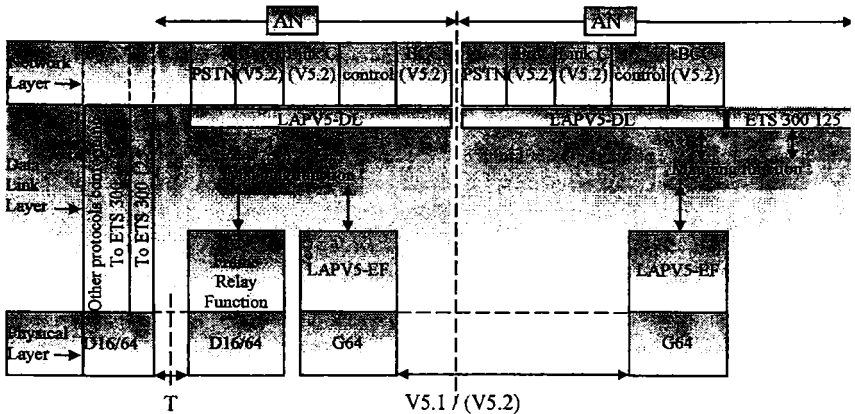 AN AN
Network
Layer
PSTN (V5.2) (V5.2) control (V5.2) PSTN (V5.2) (V5.2) control (V5.2)
LAPV5-DL LAPV5-DL ETS 300 125
Link
Layer
Other protocols
To ETS 300
To ETS 300
Mapping function
Relay
Function
LAPV5-EF LAPV5-EF
Physical
Layer
D16/64 D16/64 G64 G64
T V5.1 / (V5.2)